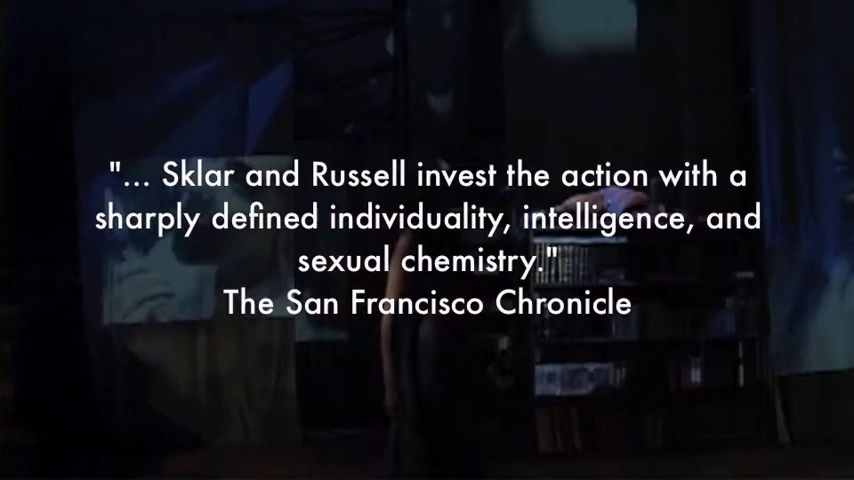 "... Sklar and Russell invest the action with a
sharply defined individuality, intelligence, and
sexual chemistry."
The San Francisco Chronicle